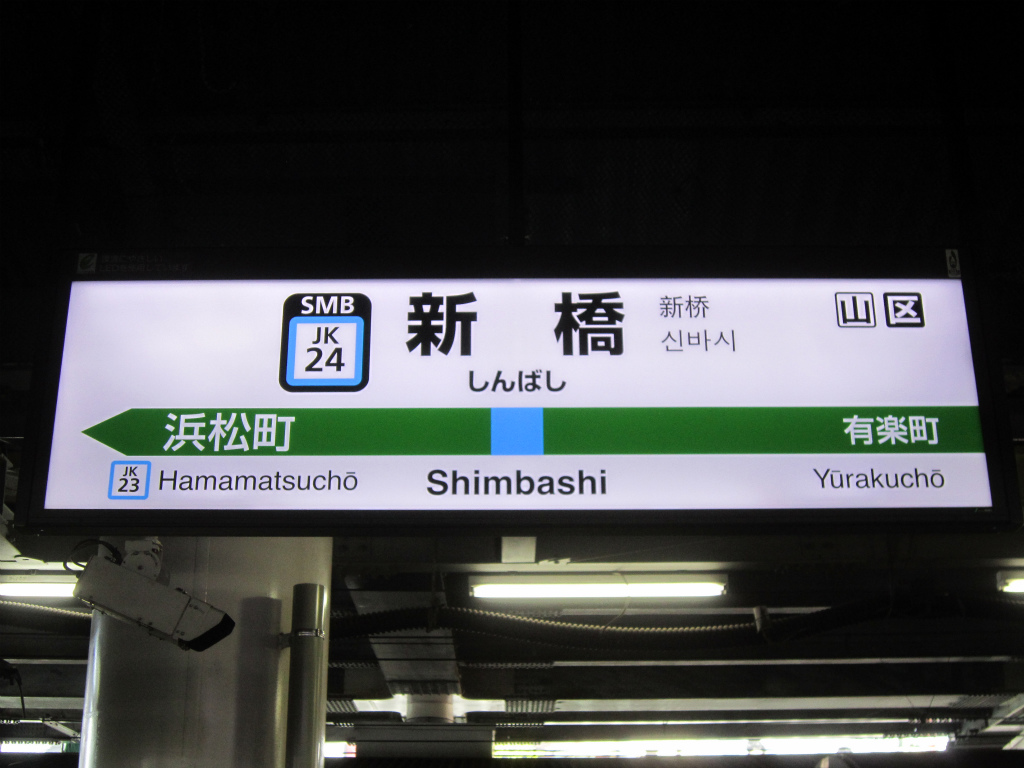 SMB
JK
24
新橋
新桥
신바시
山 区
しんばし
浜松町
有楽町
JK
23
Hamamatsuchō
Shimbashi
Yūrakuchō